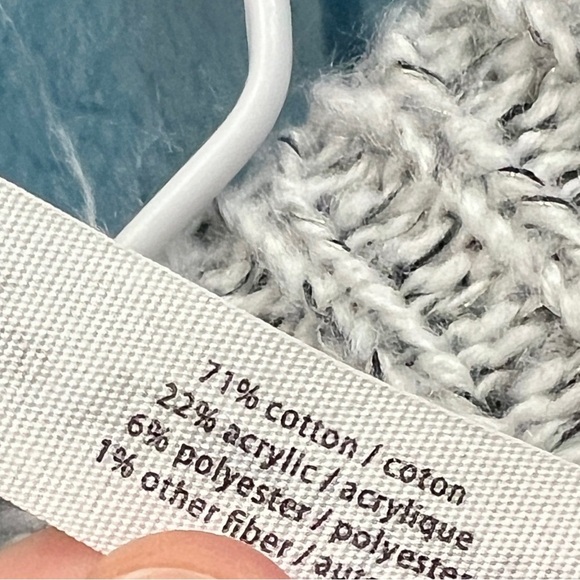 71% cotton / coton
22% acrylic / acrylique
6% polyester / polyester
1% other fiber /